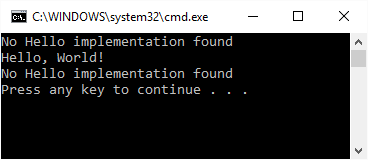 C:\WINDOWS\system32\cmd.exe
No Hello implementation found
Hello, World!
No Hello implementation found
Press any key to continue . . .